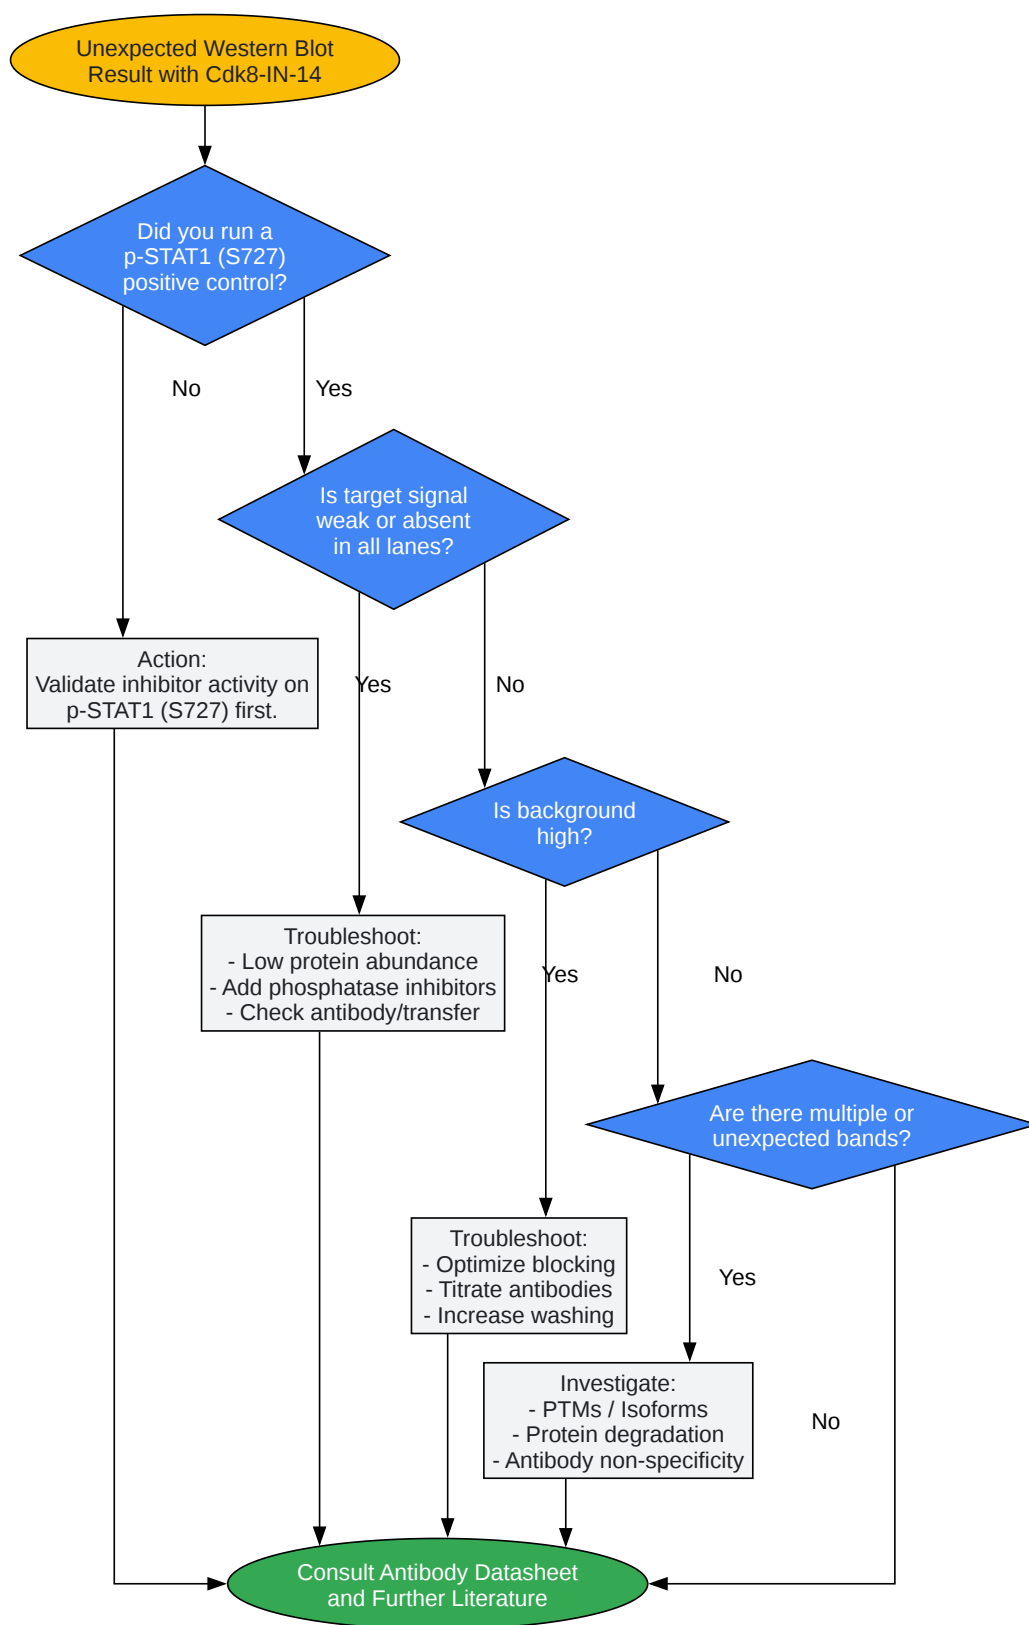 Unexpected Western Blot
Result with Cdk8-IN-14
Did you run a
p-STAT1 (S727)
positive control?
No
Yes
Is target signal
weak or absent
in all lanes?
Action:
Validate inhibitor activity on
p-STAT1 (S727) first.
Yes
No
Is background
high?
Troubleshoot:
- Low protein abundance
- Add phosphatase inhibitors
- Check antibody/transfer
Yes
No
Are there multiple or
unexpected bands?
Troubleshoot:
- Optimize blocking
- Titrate antibodies
- Increase washing
Yes
Investigate:
- PTMs / Isoforms
- Protein degradation
- Antibody non-specificity
No
Consult Antibody Datasheet
and Further Literature